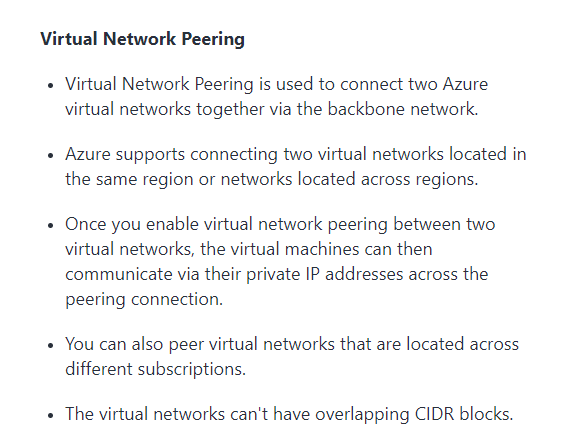 Virtual Network Peering
• Virtual Network Peering is used to connect two Azure
virtual networks together via the backbone network.
• Azure supports connecting two virtual networks located in
the same region or networks located across regions.
• Once you enable virtual network peering between two
virtual networks, the virtual machines can then
communicate via their private IP addresses across the
peering connection.
• You can also peer virtual networks that are located across
different subscriptions.
• The virtual networks can't have overlapping CIDR blocks.